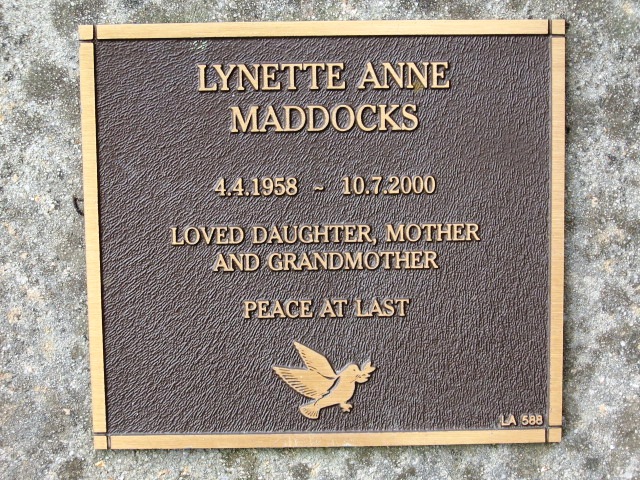 LYNETTE ANNE
MADDOCKS
4.4.1958 ~ 10.7.2000
LOVED DAUGHTER, MOTHER
AND GRANDMOTHER
PEACE AT LAST
LA 588